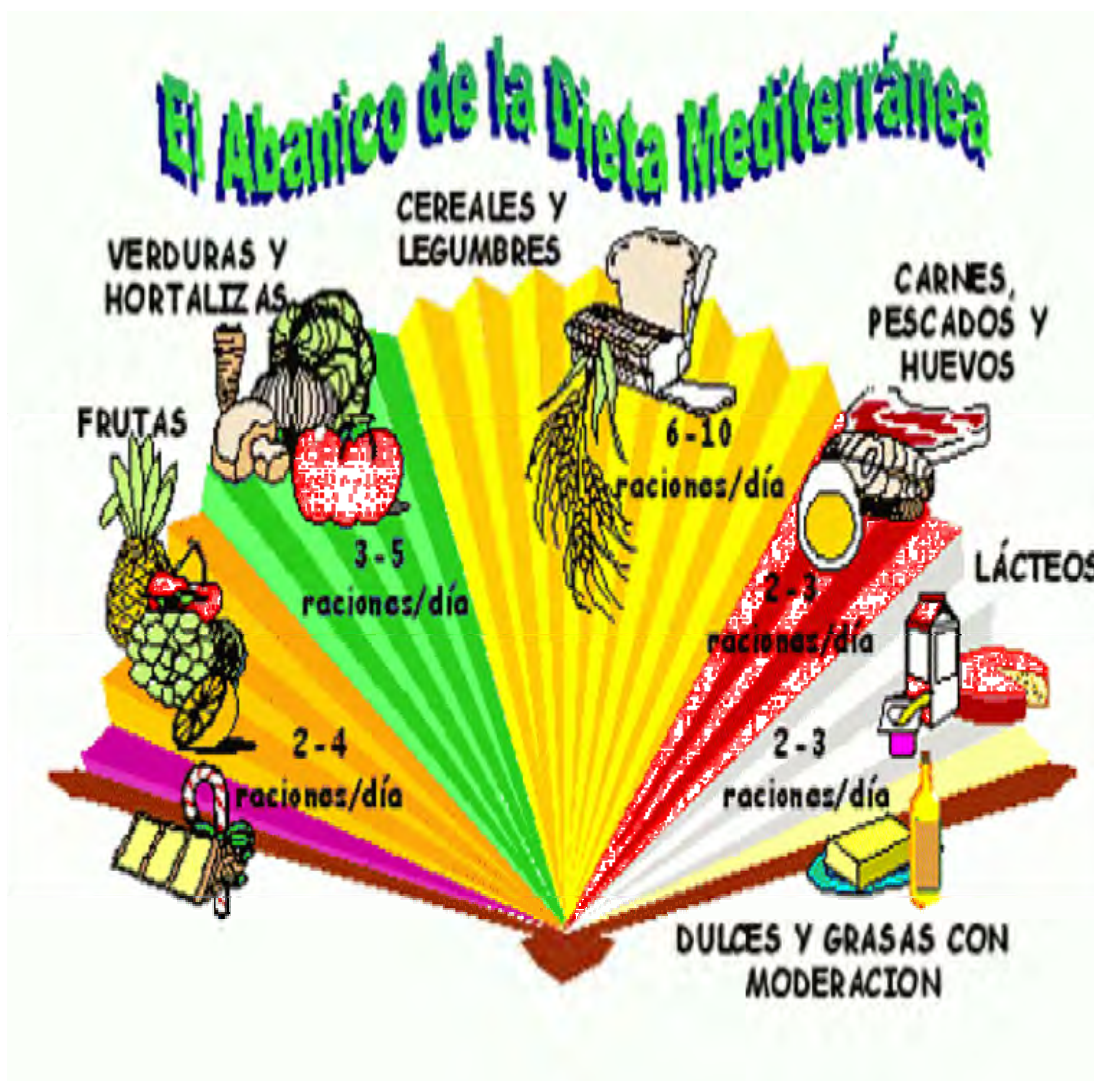 El Abanico de la Dieta Mediterránea
CEREALES Y
LEGUMBRES
VERDURAS Y
HORTALIZAS
CARNES,
PESCADOS Y
HUEVOS
FRUTAS
6-10
raciones/día
3-5
raciones/día
LÁCTEOS
2-3
raciones/día
2-4
raciones/día
2-3
raciones/día
DULCES Y GRASAS CON
MODERACION